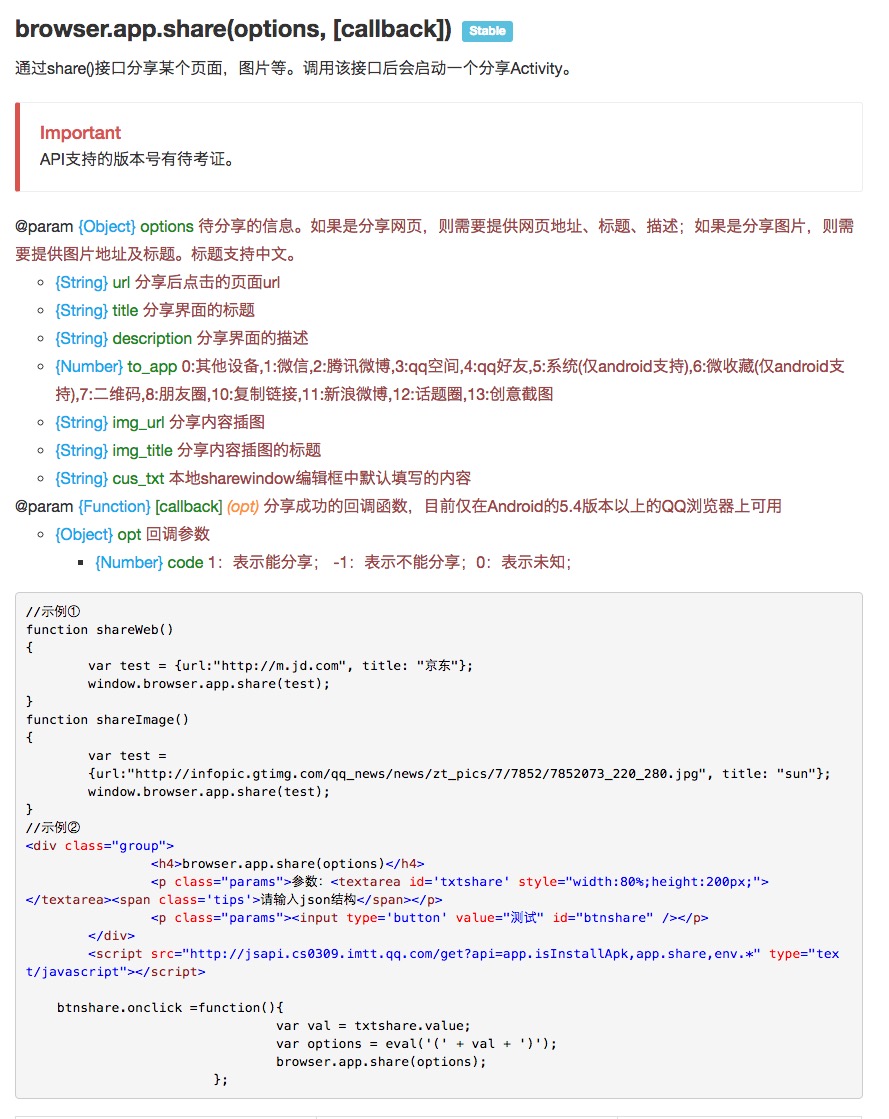 browser.app.share(options, [callback]) Stable
通过share()接口分享某个页面，图片等。调用该接口后会启动一个分享Activity。
Important
API支持的版本号有待考证。
@param {Object} options 待分享的信息。如果是分享网页，则需要提供网页地址、标题、描述；如果是分享图片，则需
要提供图片地址及标题。标题支持中文。
{String} url 分享后点击的页面url
{String} title 分享界面的标题
{String} description 分享界面的描述
{Number} to_app 0:其他设备,1:微信,2:腾讯微博,3:qq空间,4:qq好友,5:系统(仅android支持),6:微收藏(仅android支
持),7:二维码,8:朋友圈,10:复制链接,11:新浪微博,12:话题圈,13:创意截图
{String} img_url 分享内容插图
{String} img_title 分享内容插图的标题
{String} cus_txt 本地sharewindow编辑框中默认填写的内容
@param {Function} [callback] (opt) 分享成功的回调函数，目前仅在Android的5.4版本以上的QQ浏览器上可用
{Object} opt 回调参数
{Number} code 1：表示能分享； -1：表示不能分享；0：表示未知；
//示例①
function shareWeb()
{
var test = {url:"http://m.jd.com", title: "京东"};
window.browser.app.share(test);
}
function shareImage()
{
var test =
{url:"http://infopic.gtimg.com/qq_news/news/zt_pics/7/7852/7852073_220_280.jpg", title: "sun"};
window.browser.app.share(test);
}
//示例②
<div class="group">
<h4>browser.app.share(options)</h4>
<p class="params">参数：<textarea id='txtshare' style="width:80%;height:200px;">
</textarea><span class='tips'>请输入json结构</span></p>
<p class="params"><input type='button' value="测试" id="btnshare" /></p>
</div>
<script src="http://jsapi.cs0309.imtt.qq.com/get?api=app.isInstallApk,app.share,env.*" type="tex
t/javascript"></script>
btnshare.onclick =function(){
var val = txtshare.value;
var options = eval('(' + val + ')');
browser.app.share(options);
};